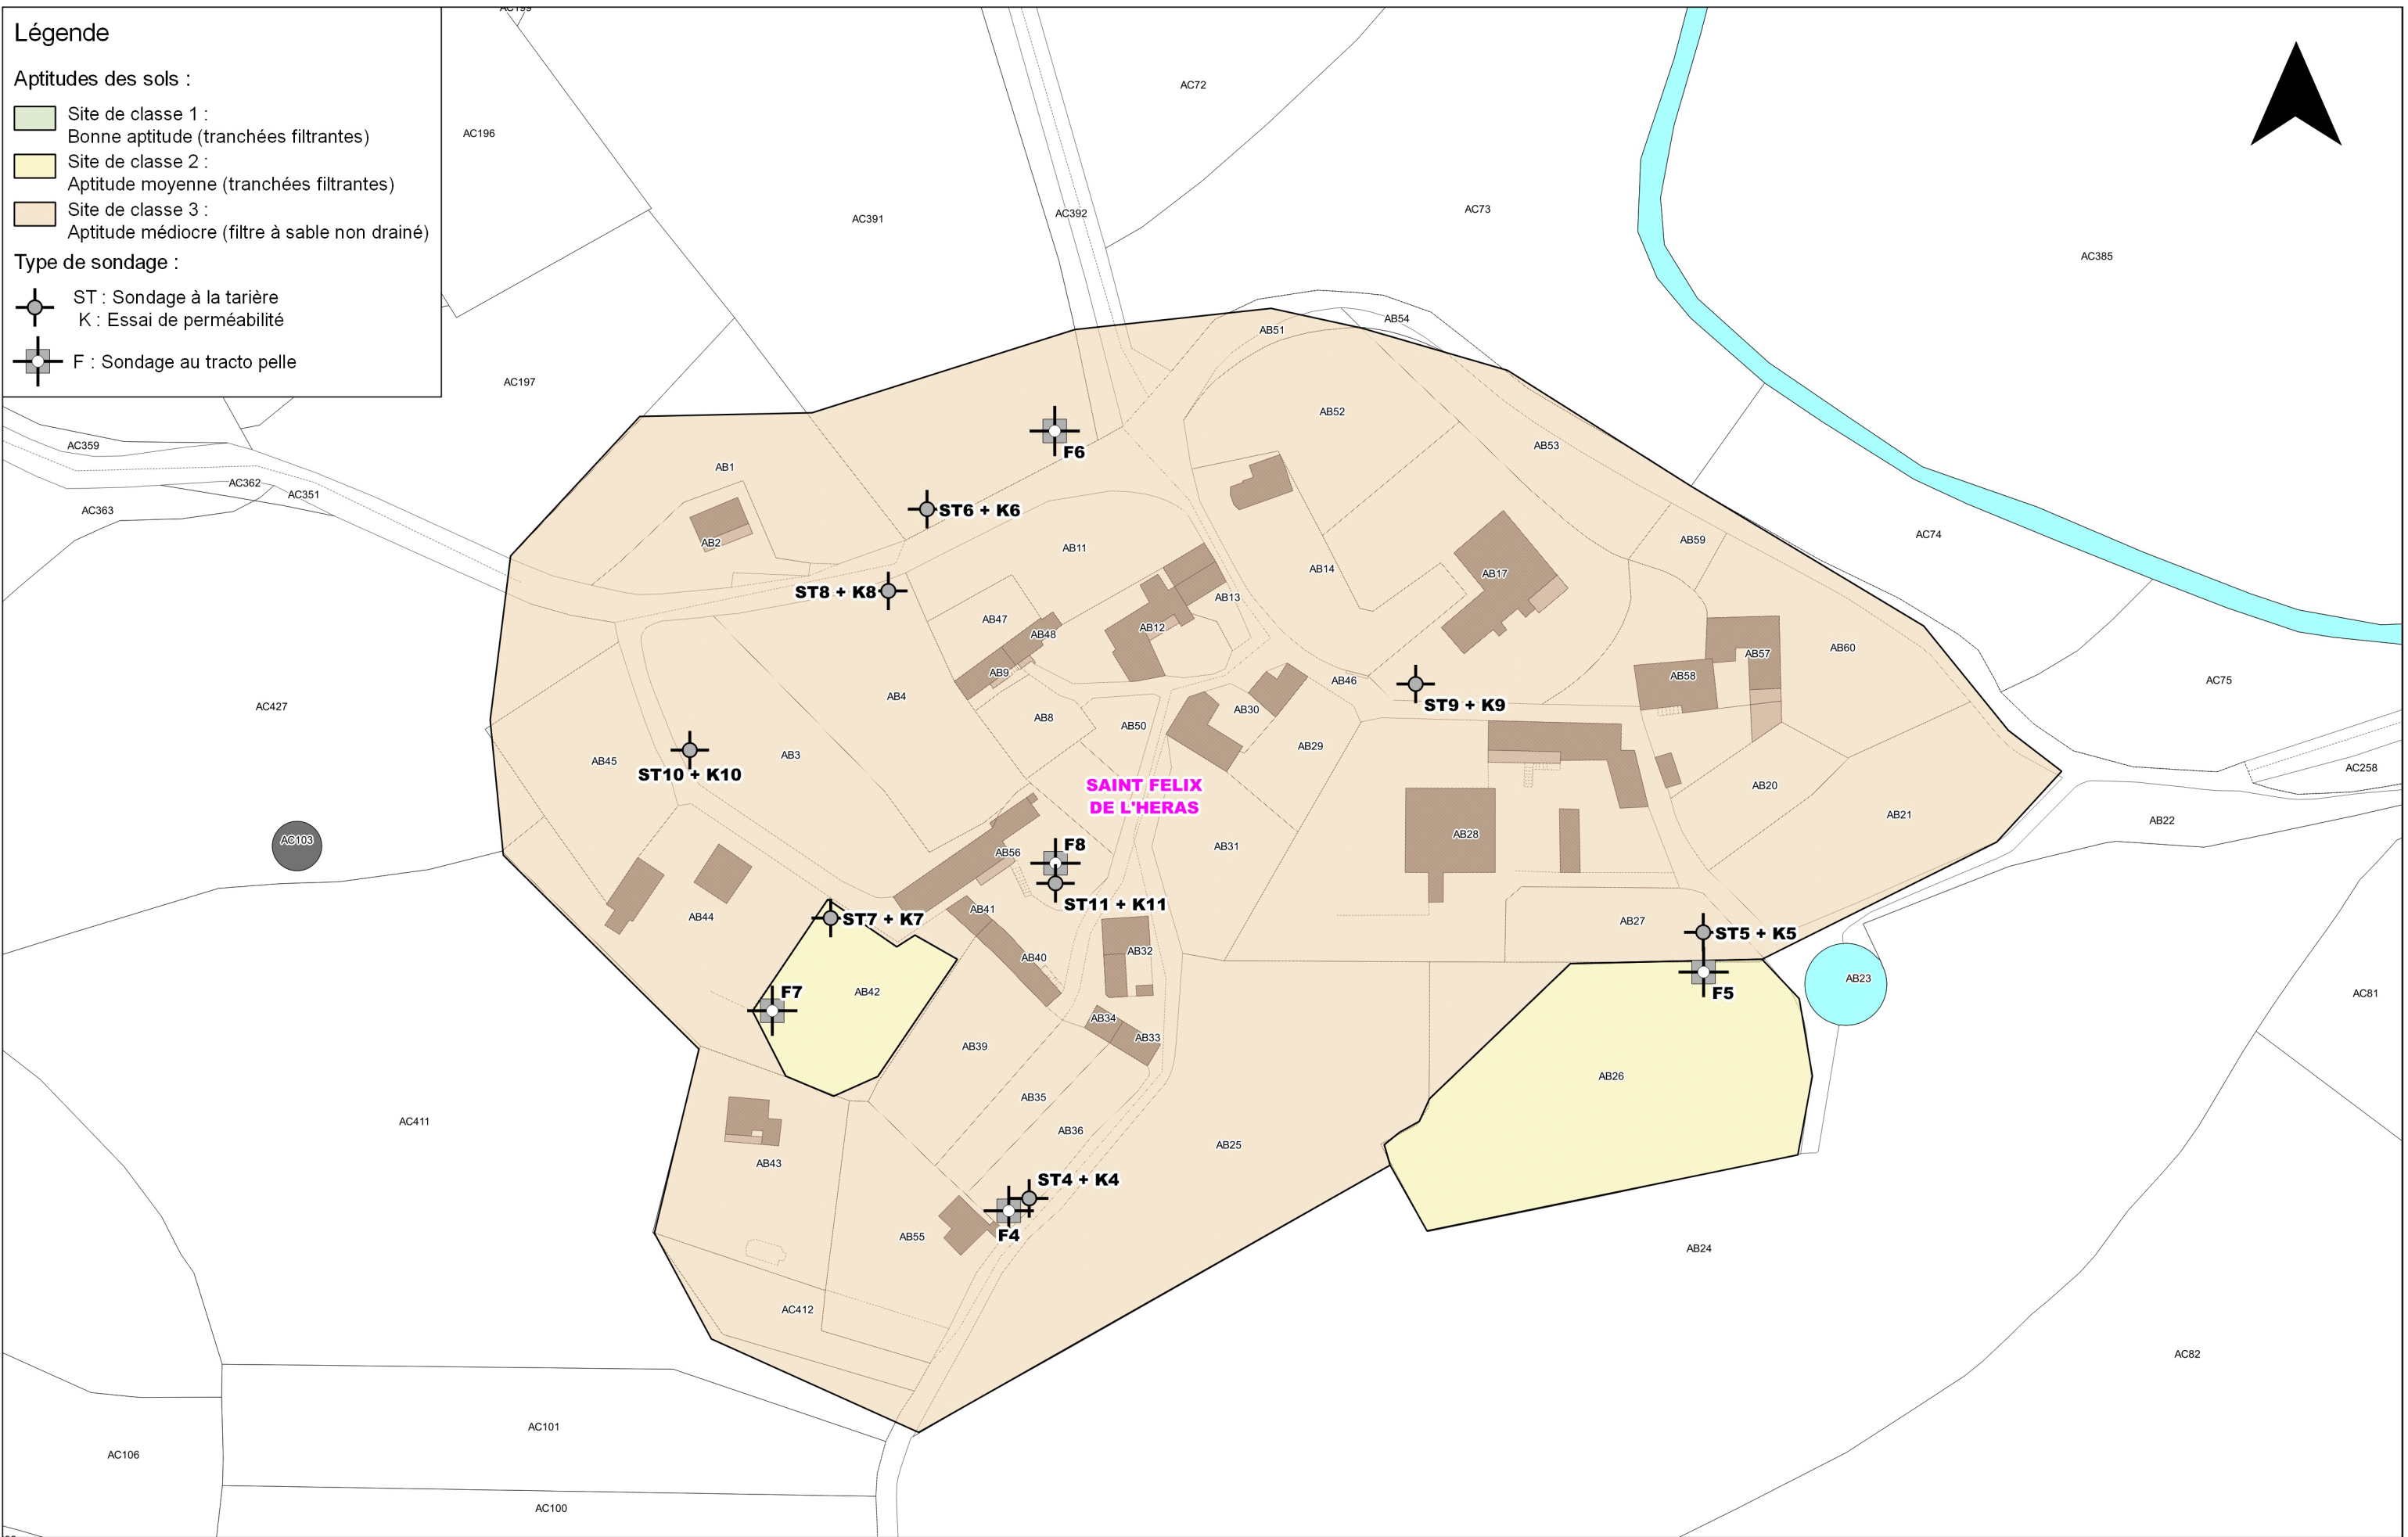 Légende
Aptitudes des sols :
Site de classe 1 :
Bonne aptitude (tranchées filtrantes)
Site de classe 2 :
Aptitude moyenne (tranchées filtrantes)
Site de classe 3 :
Aptitude médiocre (filtre à sable non drainé)
Type de sondage :
ST : Sondage à la tarière
K : Essai de perméabilité
F : Sondage au tracto pelle
AC199
AC72
AC196
AC73
AC392
AC391
AC385
AB54
AB51
AC197
AB52
AC359
AB53
F6
AB1
AC362
AC351
AC363
ST6 + K6
AC74
AB59
AB2
AB11
AB14
AB17
ST8 + K8
AB13
AB47
AB12
AB48
AB60
AB57
AB9
AB58
AB46
AC75
AB4
ST9 + K9
AC427
AB30
AB8
AB50
AB29
AB3
AB45
AC258
ST10 + K10
SAINT FELIX
DE L'HERAS
AB20
AB21
AB22
AB28
AC103
F8
AB31
AB56
ST11 + K11
AB41
AB44
ST7 + K7
AB27
ST5 + K5
AB32
AB40
AB23
F7
AB42
F5
AC81
AB34
AB33
AB39
AB26
AB35
AC411
AB36
AB25
AB43
ST4 + K4
F4
AB55
AB24
AC412
AC82
AC101
AC106
AC100